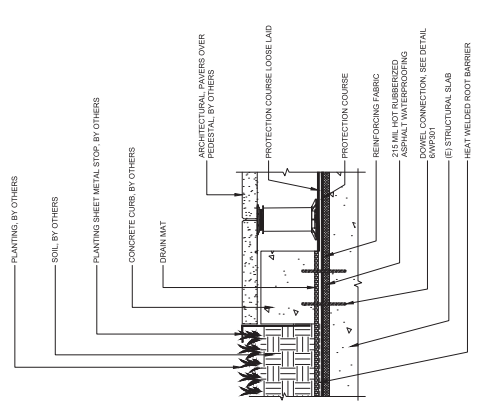 PLANTING, BY OTHERS
SOIL, BY OTHERS
PLANTING SHEET METAL STOP, BY OTHERS
CONCRETE CURB, BY OTHERS
DRAIN MAT
ARCHITECTURAL, PAVERS OVER
PEDESTAL, BY OTHERS
PROTECTION COURSE LOOSE LAID
PROTECTION COURSE
REINFORCING FABRIC
215 MIL HOT RUBBERIZED
ASPHALT WATERPROOFING
DOWEL CONNECTION, SEE DETAIL
6/WP301
(E) STRUCTURAL SLAB
HEAT WELDED ROOT BARRIER